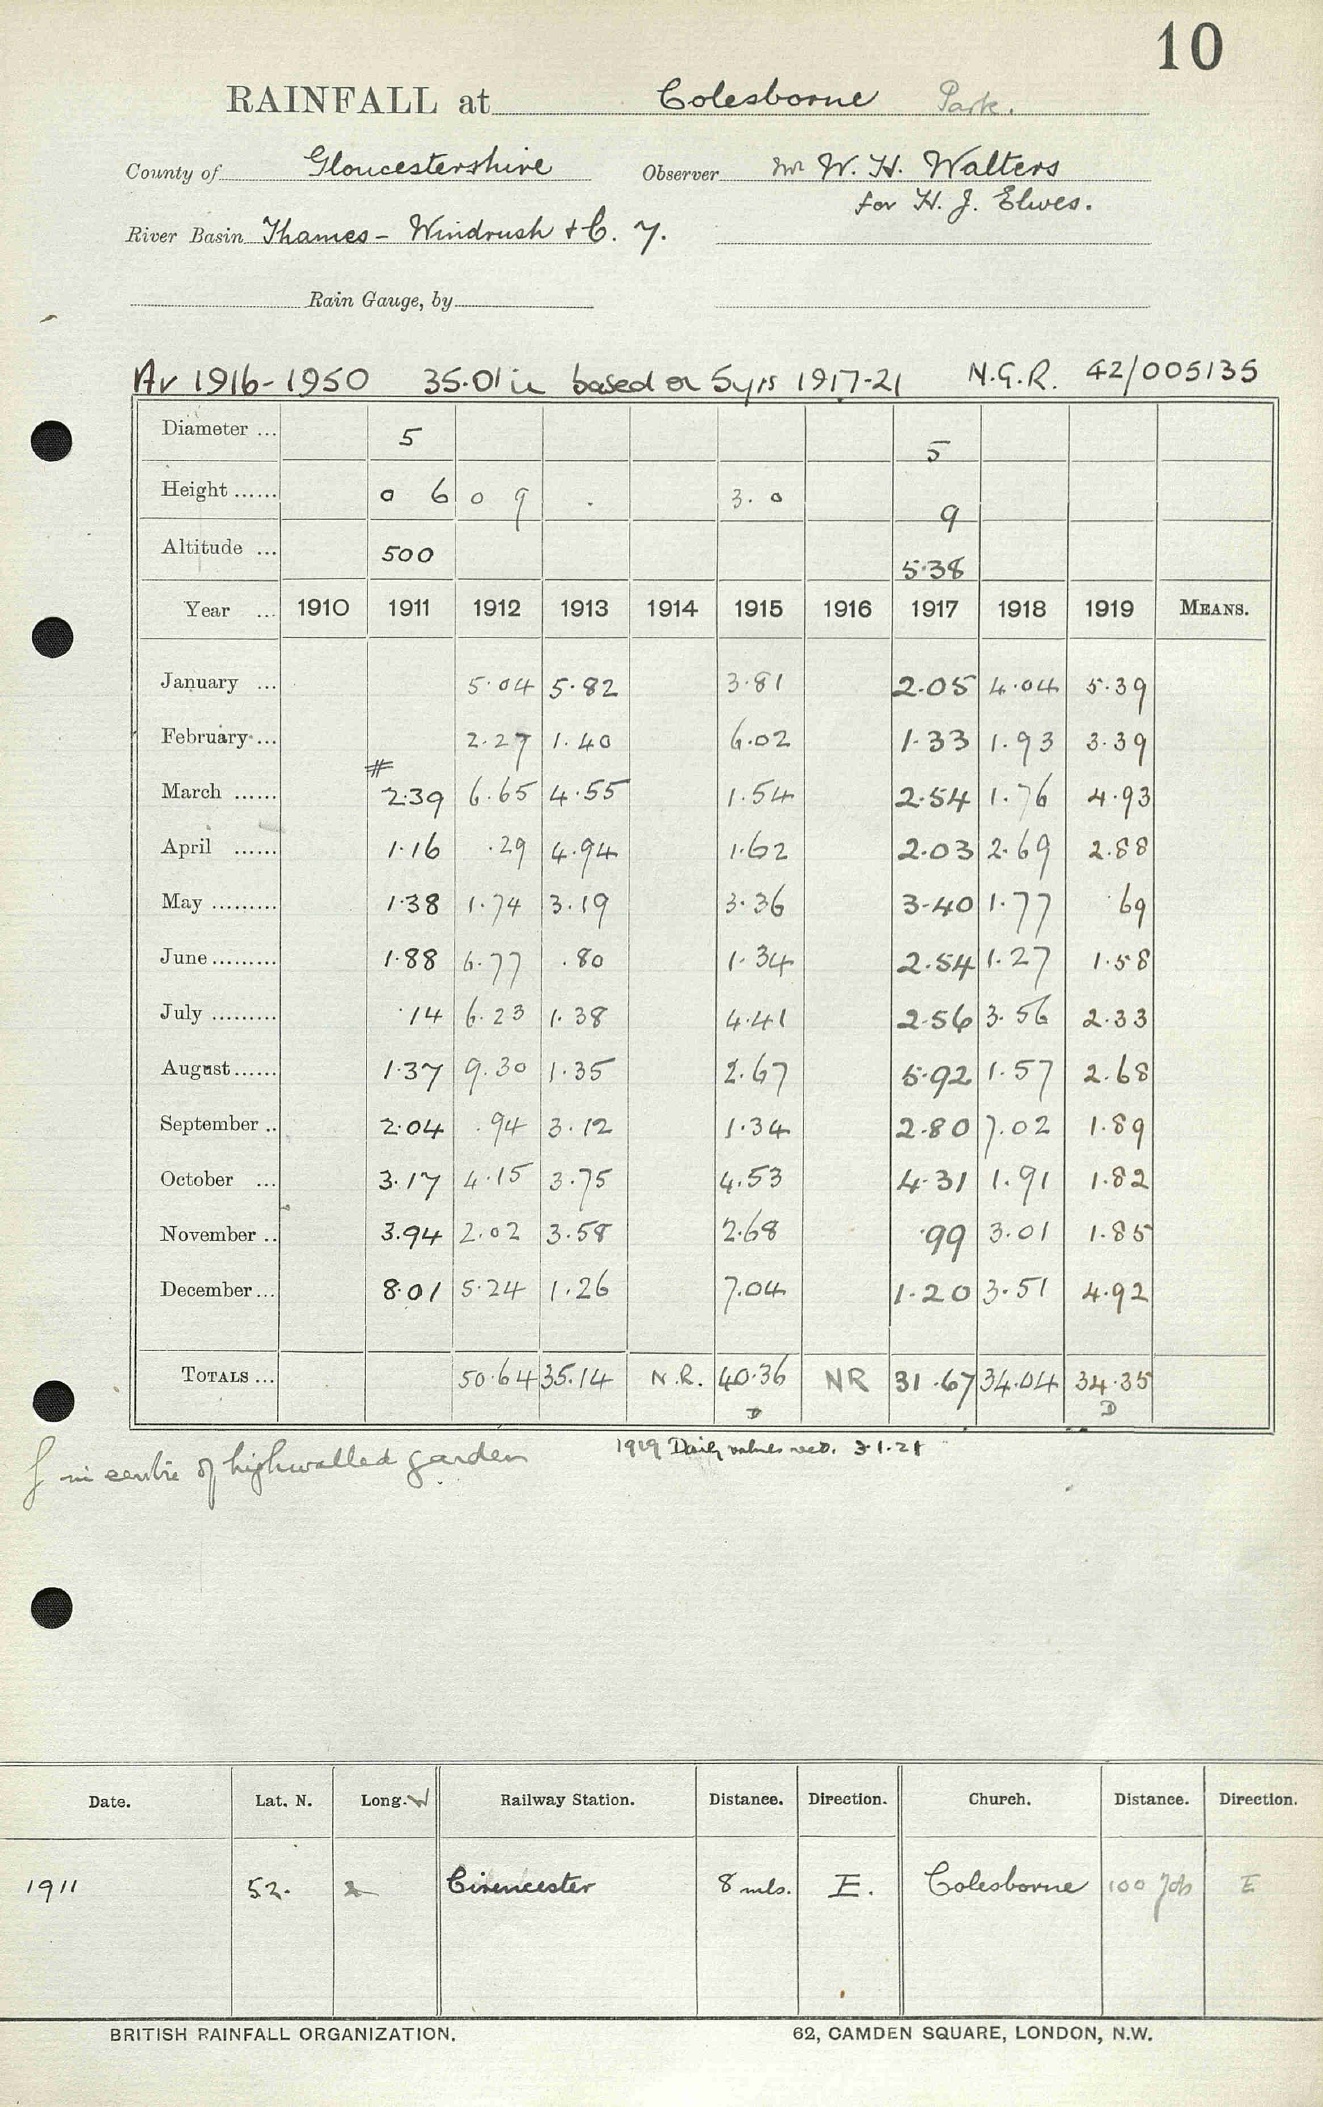 10
RAINFALL at Colesborne Park.
County of Gloucestershire Observer Mr W. H. Walters
for H. J. Elwes.
River Basin Thames - Windrush & C. 7.
Rain Gauge, by
Av 1916-1950 35.01 in based on 5 yrs 1917-21 N.G.R. 42/005135
Diameter ... 5 5
Height ...... 0 6 0 9 3.0 9
Altitude ... 500 538
Year ... 1910 1911 1912 1913 1914 1915 1916 1917 1918 1919 MEANS.
January ... 5.04 5.82 3.81 2.05 4.04 5.39
February ... 2.27 1.40 6.02 1.33 1.93 3.39
#
March ...... 2.39 6.65 4.55 1.54 2.54 1.76 4.93
April ...... 1.16 .29 4.94 1.62 2.03 2.69 2.88
May ......... 1.38 1.74 3.19 3.36 3.40 1.77 .69
June ......... 1.88 6.77 .80 1.34 2.54 1.27 1.58
July ......... .14 6.23 1.38 4.41 2.56 3.56 2.33
August ...... 1.37 9.30 1.35 2.67 5.92 1.57 2.68
September .. 2.04 .94 3.12 1.34 2.80 7.02 1.89
October ... 3.17 4.15 3.75 4.53 4.31 1.91 1.82
November .. 3.94 2.02 3.58 2.68 .99 3.01 1.85
December ... 8.01 5.24 1.26 7.04 1.20 3.51 4.92
TOTALS ... 50.64 35.14 N.R. 40.36 NR 31.67 34.04 34.35
D D
1919 Daily values recd. 3.1.21
in centre of high walled garden
Date. Lat. N. Long. W Railway Station. Distance. Direction. Church. Distance. Direction.
1911 52. 2 Cirencester 8 mls. E. Colesborne 100 yds E
BRITISH RAINFALL ORGANIZATION. 62, CAMDEN SQUARE, LONDON, N.W.